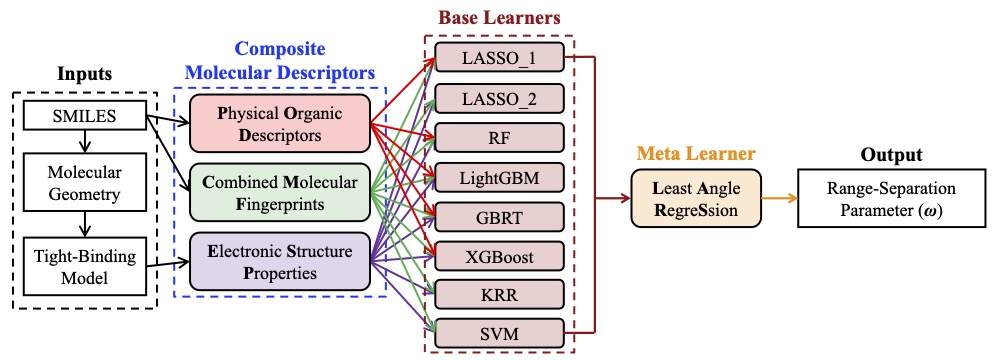 Inputs
SMILES
Molecular
Geometry
Tight-Binding
Model
Composite
Molecular Descriptors
Physical Organic
Descriptors
Combined Molecular
Fingerprints
Electronic Structure
Properties
Base Learners
LASSO_1
LASSO_2
RF
LightGBM
GBRT
XGBoost
KRR
SVM
Meta Learner
Least Angle
RegreSsion
Output
Range-Separation
Parameter (ω)